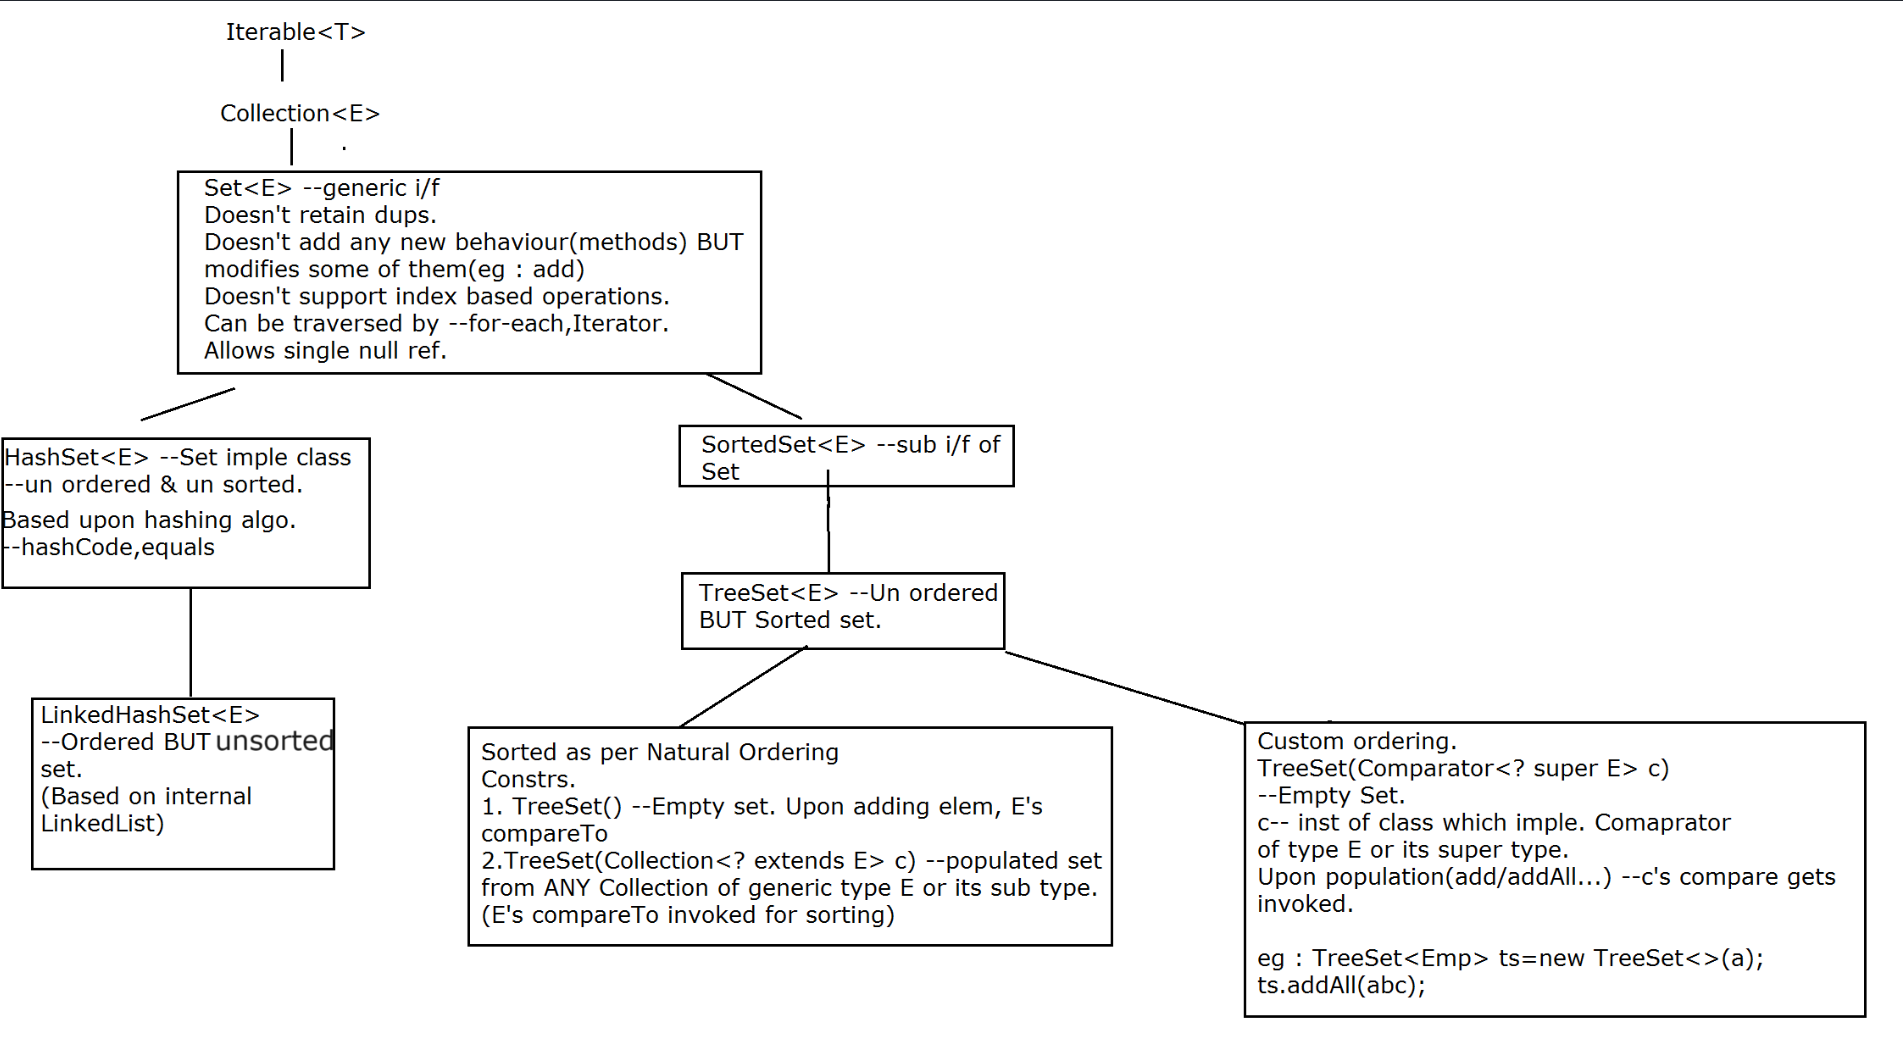 Iterable<T>
Collection<E>
.
Set<E> --generic i/f
Doesn't retain dups.
Doesn't add any new behaviour(methods) BUT
modifies some of them(eg : add)
Doesn't support index based operations.
Can be traversed by --for-each,Iterator.
Allows single null ref.
HashSet<E> --Set imple class
--un ordered & un sorted.
Based upon hashing algo.
--hashCode,equals
SortedSet<E> --sub i/f of
Set
TreeSet<E> --Un ordered
BUT Sorted set.
LinkedHashSet<E>
--Ordered BUT unsorted
set.
(Based on internal
LinkedList)
Sorted as per Natural Ordering
Constrs.
1. TreeSet() --Empty set. Upon adding elem, E's
compareTo
2.TreeSet(Collection<? extends E> c) --populated set
from ANY Collection of generic type E or its sub type.
(E's compareTo invoked for sorting)
Custom ordering.
TreeSet(Comparator<? super E> c)
--Empty Set.
c-- inst of class which imple. Comaprator
of type E or its super type.
Upon population(add/addAll...) --c's compare gets
invoked.
eg : TreeSet<Emp> ts=new TreeSet<>(a);
ts.addAll(abc);